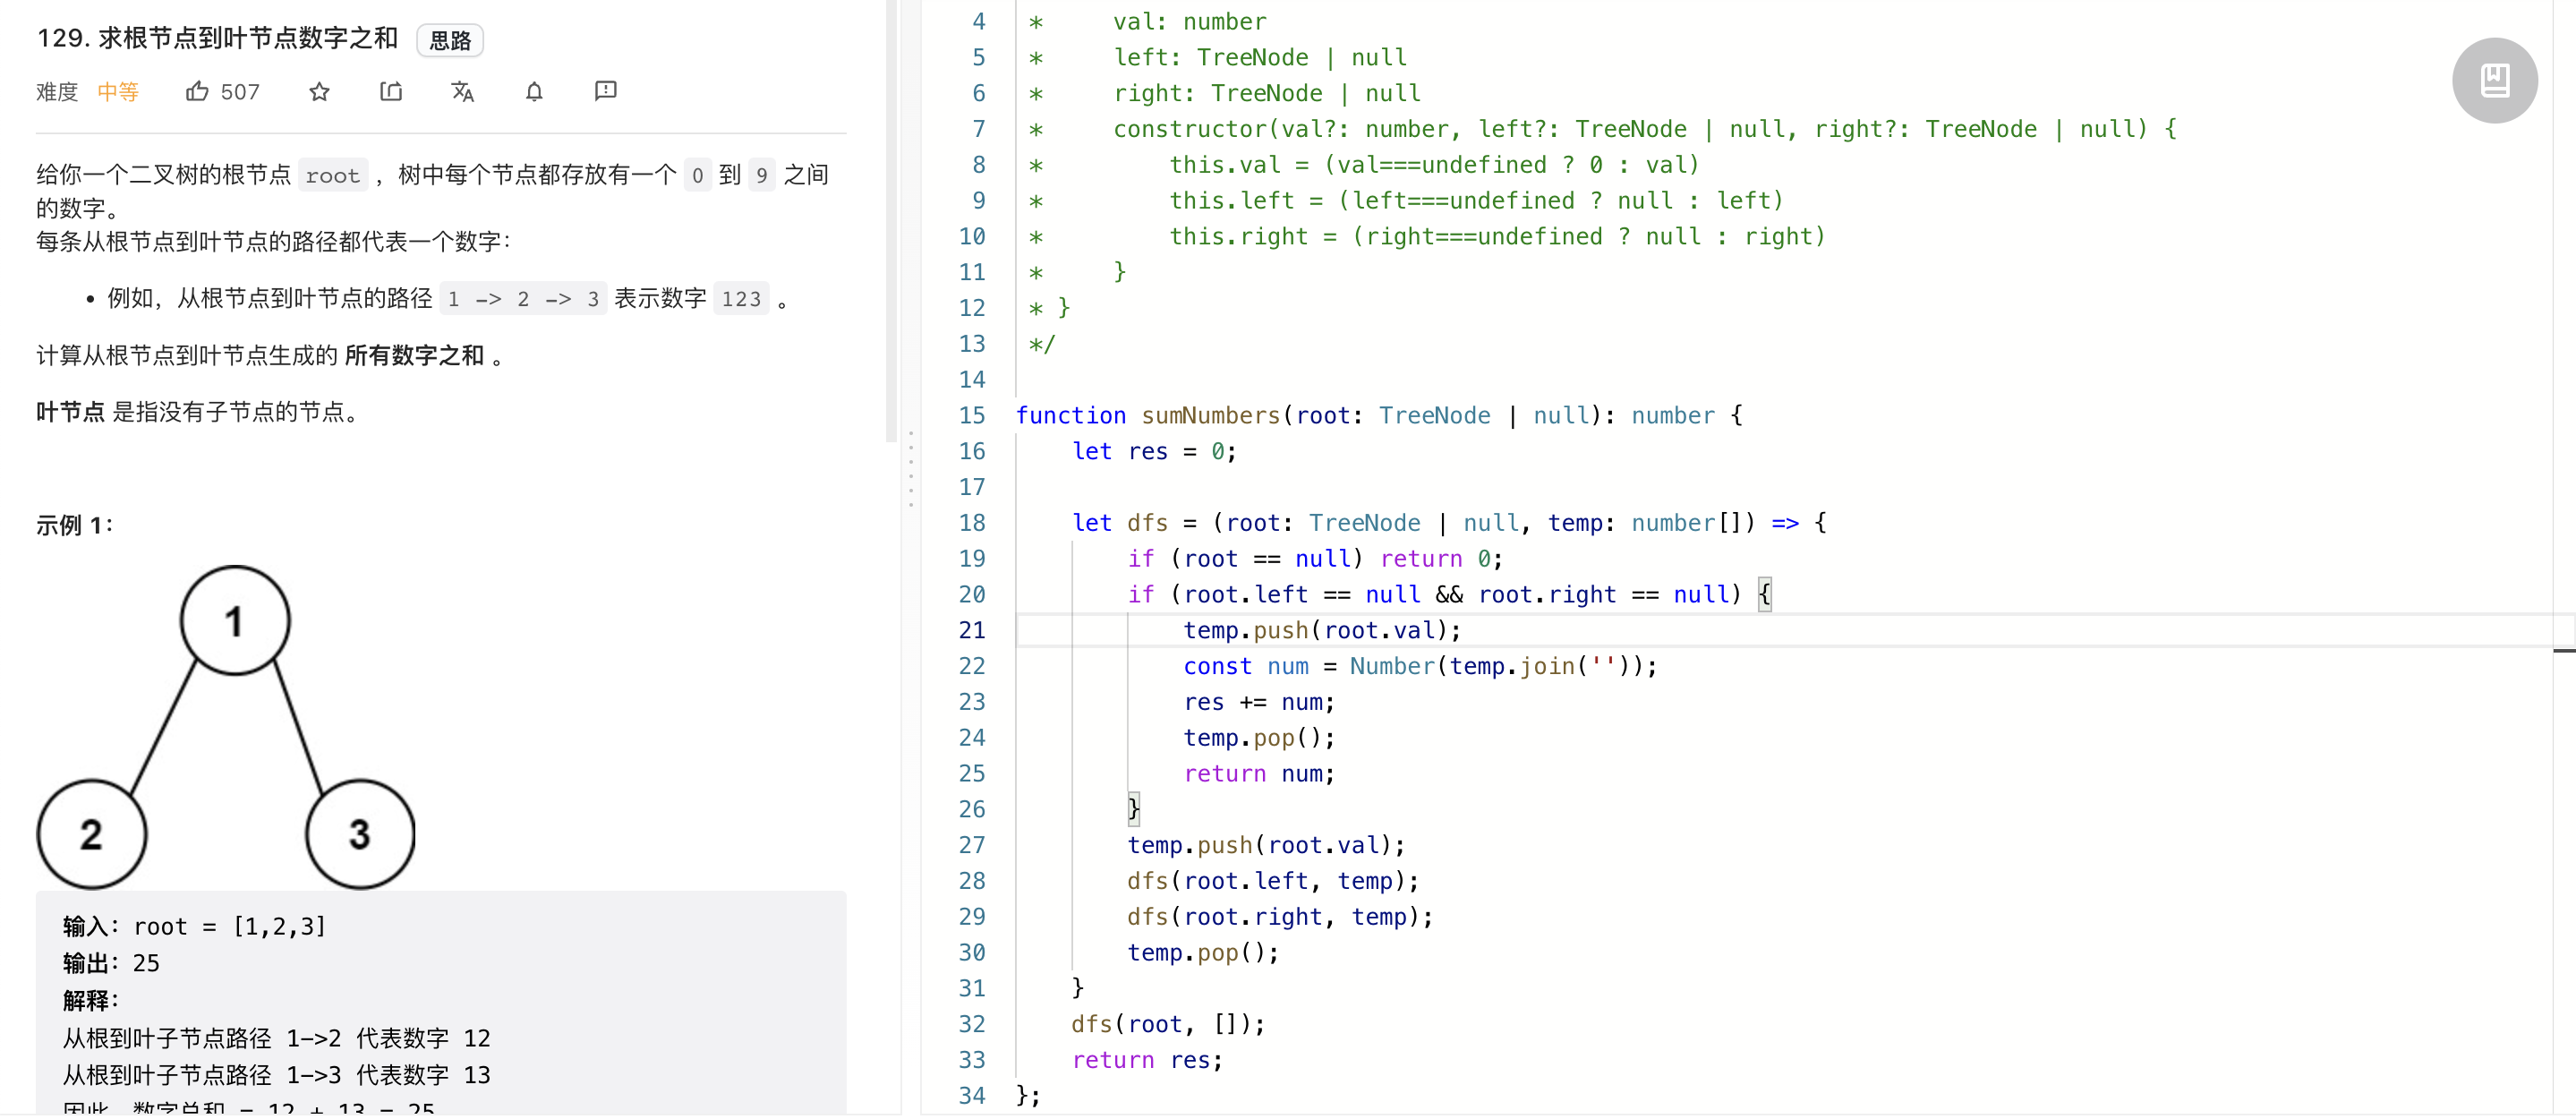 129. 求根节点到叶节点数字之和 思路
难度 中等 507
给你一个二叉树的根节点 root ，树中每个节点都存放有一个 0 到 9 之间
的数字。
每条从根节点到叶节点的路径都代表一个数字：
• 例如，从根节点到叶节点的路径 1 -> 2 -> 3 表示数字 123 。
计算从根节点到叶节点生成的 所有数字之和 。
叶节点 是指没有子节点的节点。
示例 1：
1
2
3
输入：root = [1,2,3]
输出：25
解释：
从根到叶子节点路径 1->2 代表数字 12
从根到叶子节点路径 1->3 代表数字 13
因此，数字总和 = 12 + 13 = 25
4 *     val: number
5 *     left: TreeNode | null
6 *     right: TreeNode | null
7 *     constructor(val?: number, left?: TreeNode | null, right?: TreeNode | null) {
8 *         this.val = (val===undefined ? 0 : val)
9 *         this.left = (left===undefined ? null : left)
10 *         this.right = (right===undefined ? null : right)
11 *     }
12 * }
13 */
14
15 function sumNumbers(root: TreeNode | null): number {
16     let res = 0;
17
18     let dfs = (root: TreeNode | null, temp: number[]) => {
19         if (root == null) return 0;
20         if (root.left == null && root.right == null) {
21             temp.push(root.val);
22             const num = Number(temp.join(''));
23             res += num;
24             temp.pop();
25             return num;
26         }
27         temp.push(root.val);
28         dfs(root.left, temp);
29         dfs(root.right, temp);
30         temp.pop();
31     }
32     dfs(root, []);
33     return res;
34 };